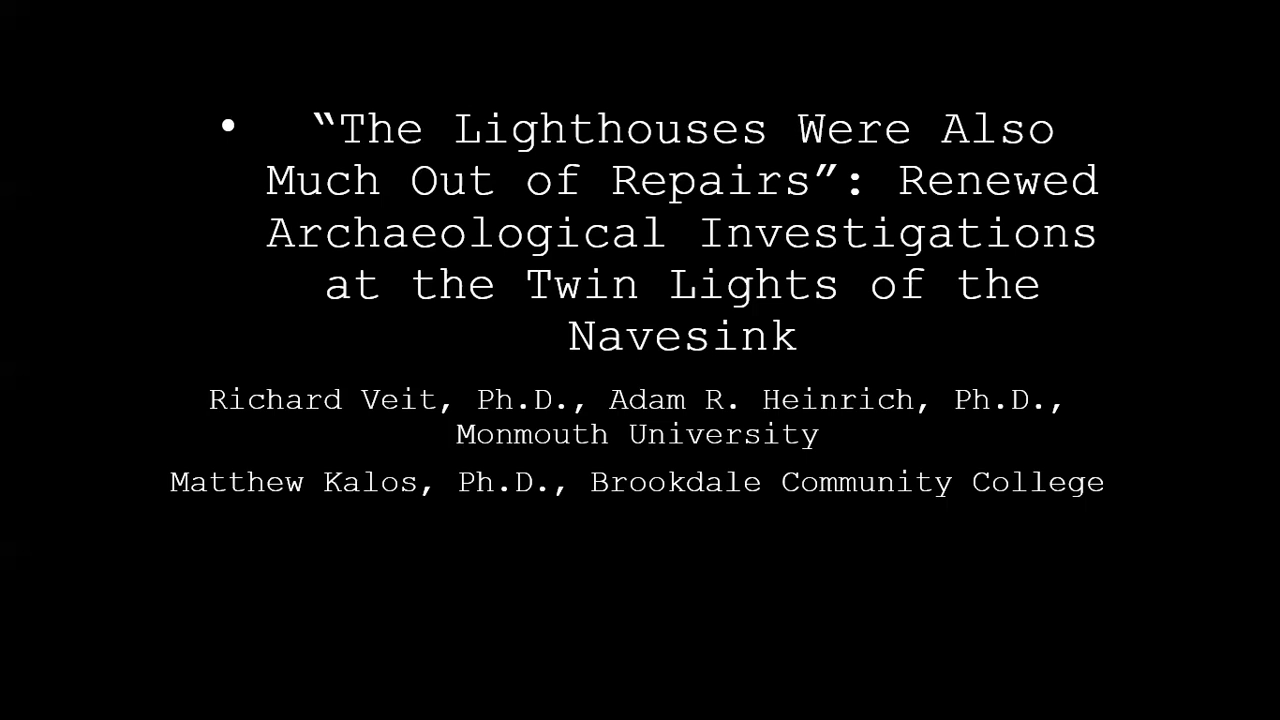 • “The Lighthouses Were Also
Much Out of Repairs”: Renewed
Archaeological Investigations
at the Twin Lights of the
Navesink
Richard Veit, Ph.D., Adam R. Heinrich, Ph.D.,
Monmouth University
Matthew Kalos, Ph.D., Brookdale Community College